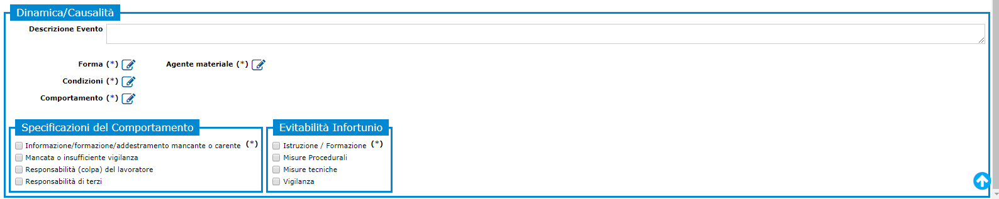 Dinamica/Causalità
Descrizione Evento
Forma (*) Agente materiale (*)
Condizioni (*)
Comportamento (*)
Specificazioni del Comportamento
Informazione/formazione/addestramento mancante o carente (*)
Mancata o insufficiente vigilanza
Responsabilità (colpa) del lavoratore
Responsabilità di terzi
Evitabilità Infortunio
Istruzione / Formazione (*)
Misure Procedurali
Misure tecniche
Vigilanza